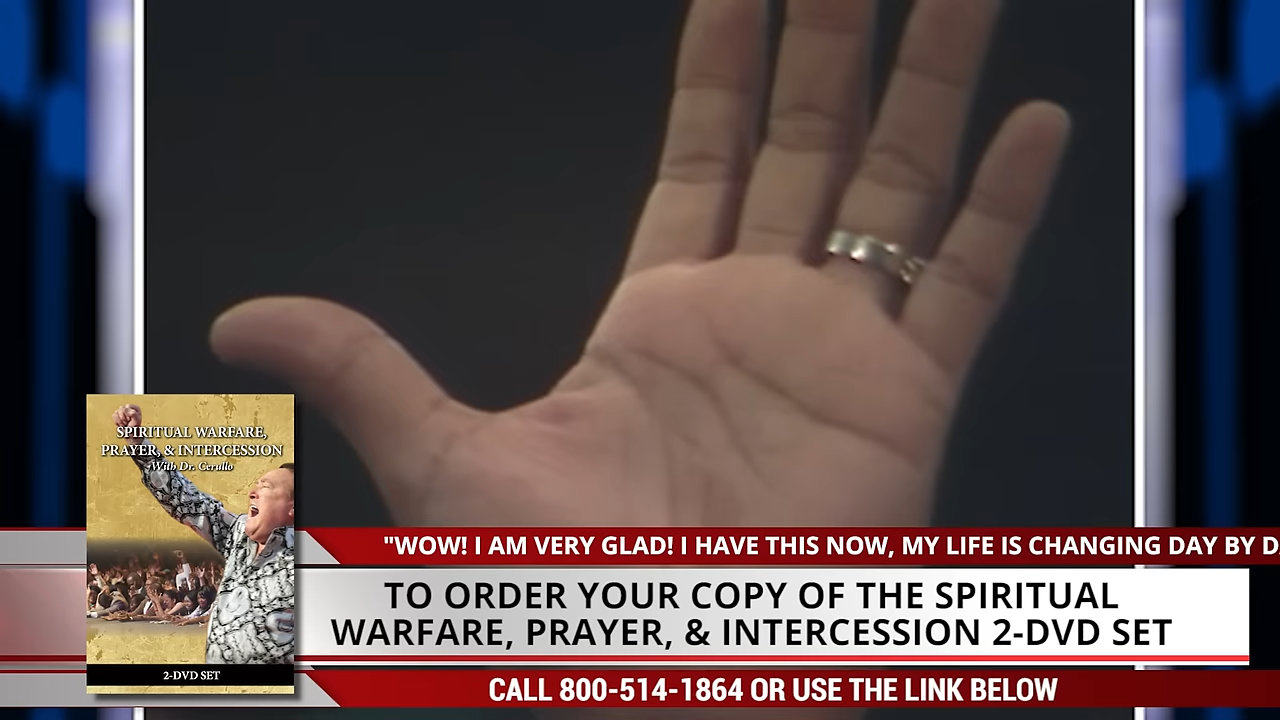 SPIRITUAL WARFARE,
PRAYER, & INTERCESSION
With Dr. Cerullo
2-DVD SET
"WOW! I AM VERY GLAD! I HAVE THIS NOW, MY LIFE IS CHANGING DAY BY
TO ORDER YOUR COPY OF THE SPIRITUAL
WARFARE, PRAYER, & INTERCESSION 2-DVD SET
CALL 800-514-1864 OR USE THE LINK BELOW